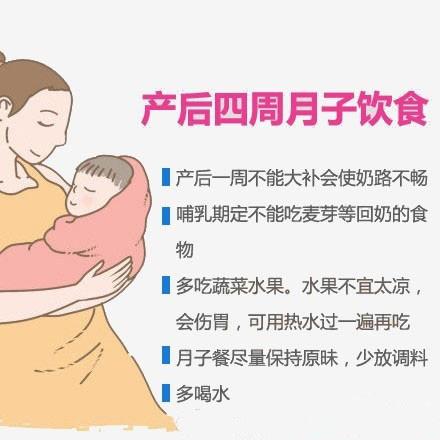 产后四周月子饮食
产后一周不能大补会使奶路不畅
哺乳期定不能吃麦芽等回奶的食
物
多吃蔬菜水果。水果不宜太凉，
会伤胃，可用热水过一遍再吃
月子餐尽量保持原味，少放调料
多喝水